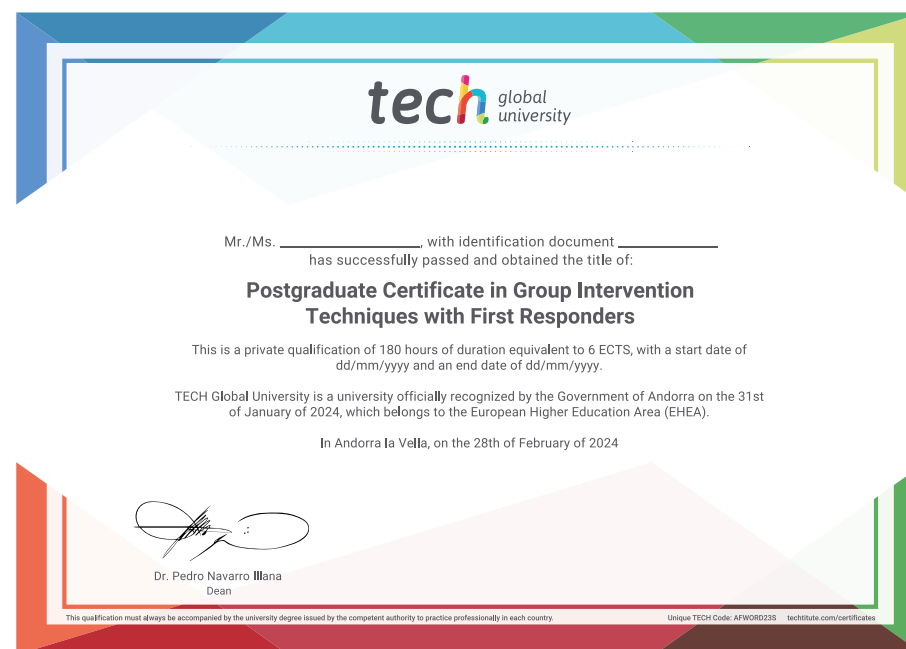 tech global
university
Mr./Ms. ____________________, with identification document ______________
has successfully passed and obtained the title of:
Postgraduate Certificate in Group Intervention
Techniques with First Responders
This is a private qualification of 180 hours of duration equivalent to 6 ECTS, with a start date of
dd/mm/yyyy and an end date of dd/mm/yyyy.
TECH Global University is a university officially recognized by the Government of Andorra on the 31st
of January of 2024, which belongs to the European Higher Education Area (EHEA).
In Andorra la Vella, on the 28th of February of 2024
Dr. Pedro Navarro Illana
Dean
This qualification must always be accompanied by the university degree issued by the competent authority to practice professionally in each country.
Unique TECH Code: AFWORD23S techtitute.com/certificates